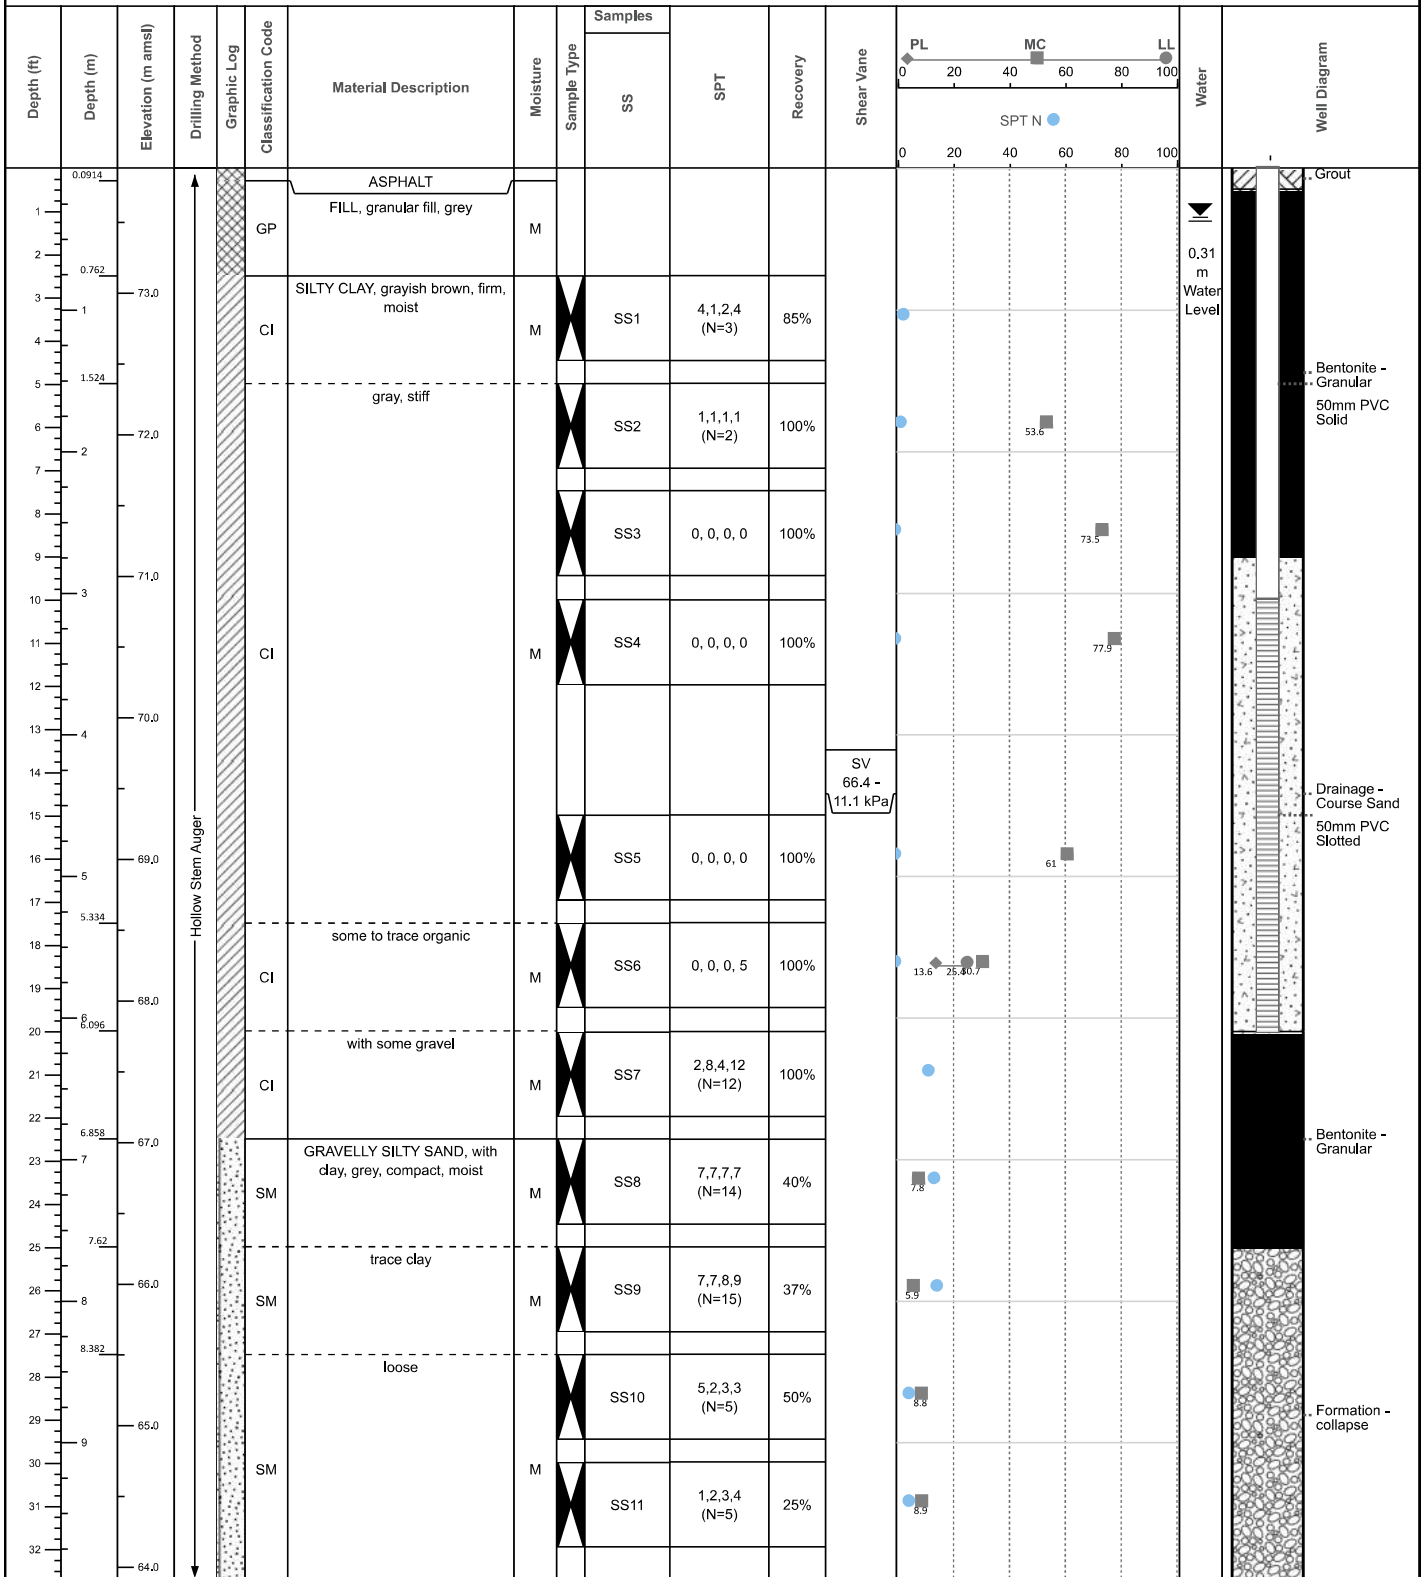 Samples
Depth (ft)
Depth (m)
Elevation (m amsl)
Drilling Method
Graphic Log
Classification Code
Material Description
Moisture
Sample Type
SS
SPT
Recovery
Shear Vane
PL MC LL
0 20 40 60 80 100
SPT N
0 20 40 60 80 100
Water
Well Diagram
0.0914
ASPHALT
Grout
FILL, granular fill, grey
1
GP
M
2
0.31
m
Water
Level
0.762
SILTY CLAY, grayish brown, firm,
moist
73.0
3
1
CI
M
SS1
4,1,2,4
(N=3)
85%
4
Bentonite -
Granular
5
1.524
gray, stiff
50mm PVC
Solid
6
72.0
SS2
1,1,1,1
(N=2)
100%
53.6
2
7
8
SS3
0, 0, 0, 0
100%
73.5
9
71.0
3
10
11
CI
M
SS4
0, 0, 0, 0
100%
77.9
12
70.0
13
4
14
SV
66.4 -
11.1 kPa
Drainage -
Course Sand
15
50mm PVC
Slotted
Hollow Stem Auger
16
69.0
SS5
0, 0, 0, 0
100%
61
5
17
5.334
some to trace organic
18
CI
M
SS6
0, 0, 0, 5
100%
13.6 25.4 30.7
19
68.0
6
6.096
20
with some gravel
21
CI
M
SS7
2,8,4,12
(N=12)
100%
22
6.858
67.0
GRAVELLY SILTY SAND, with
clay, grey, compact, moist
Bentonite -
Granular
23
7
SM
M
SS8
7,7,7,7
(N=14)
40%
7.8
24
25
7.62
trace clay
26
66.0
SM
M
SS9
7,7,8,9
(N=15)
37%
5.9
8
27
8.382
loose
28
SS10
5,2,3,3
(N=5)
50%
8.8
29
65.0
Formation -
collapse
9
30
SM
M
31
SS11
1,2,3,4
(N=5)
25%
8.9
32
64.0